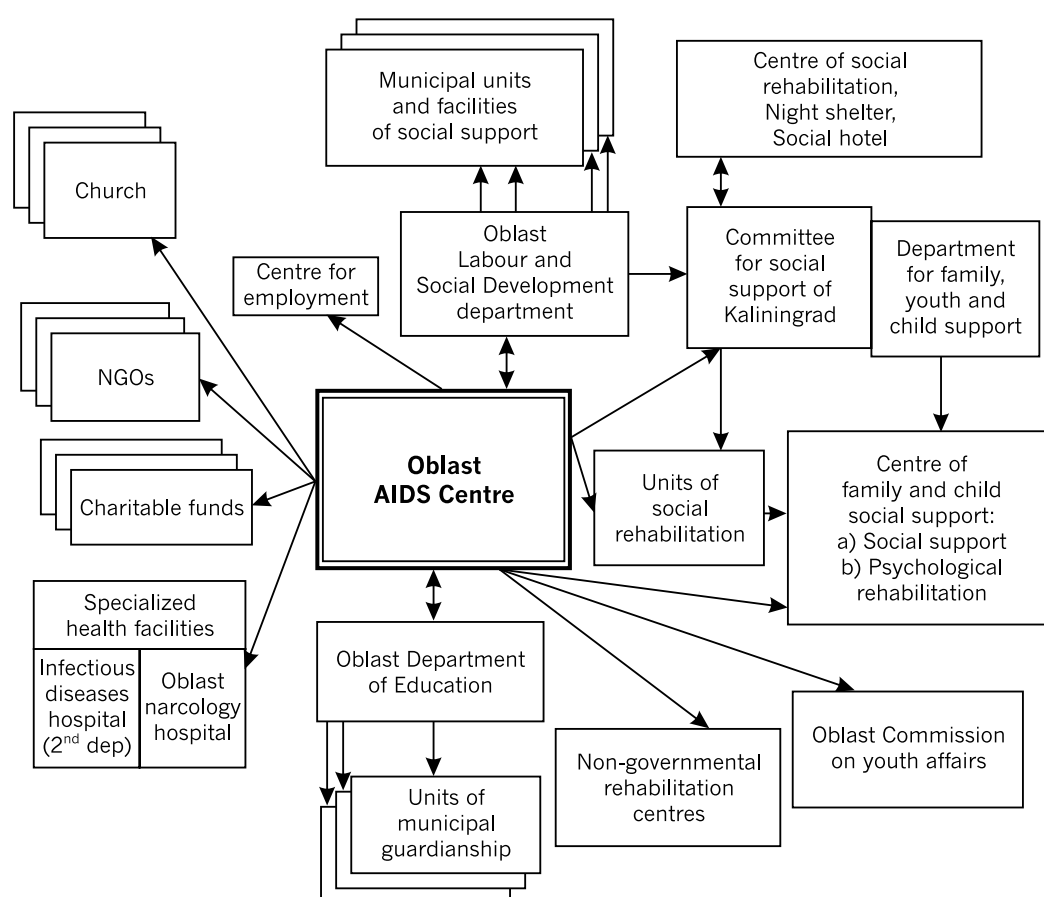 Municipal units
and facilities
of social support
Centre of social
rehabilitation,
Night shelter,
Social hotel
Church
Oblast
Labour and
Social Development
department
Committee
for social
support of
Kaliningrad
Department
for family,
youth and
child support
Centre for
employment
NGOs
Oblast
AIDS Centre
Charitable funds
Units of
social
rehabilitation
Centre of
family and child
social support:
a) Social support
b) Psychological
rehabilitation
Specialized
health facilities
Infectious
diseases
hospital
(2nd dep)
Oblast
narcology
hospital
Oblast Department
of Education
Oblast Commission
on youth affairs
Non-governmental
rehabilitation
centres
Units of
municipal
guardianship